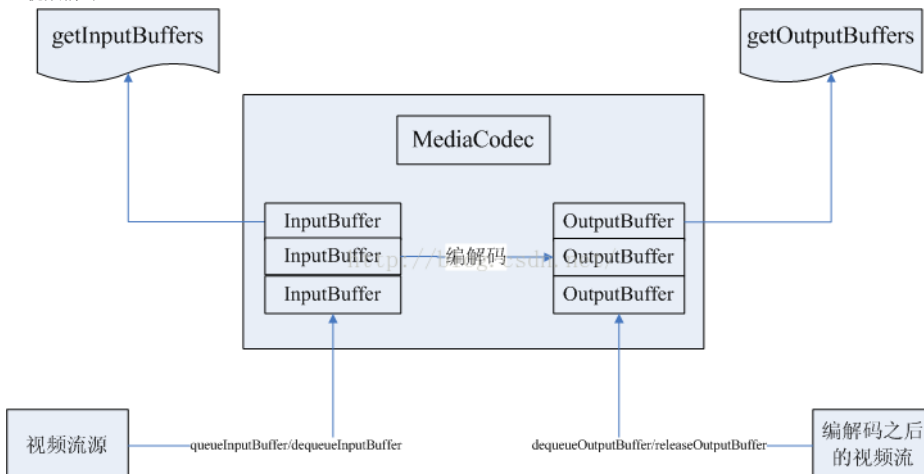 getInputBuffers
getOutputBuffers
MediaCodec
InputBuffer
OutputBuffer
InputBuffer
编解码
OutputBuffer
InputBuffer
OutputBuffer
视频流源
queueInputBuffer/dequeueInputBuffer
dequeueOutputBuffer/releaseOutputBuffer
编解码之后
的视频流